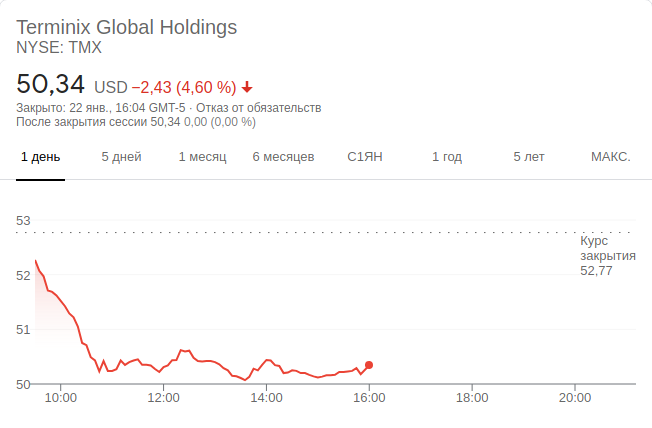 Terminix Global Holdings
NYSE: TMX
50,34 USD −2,43 (4,60 %)
Закрыто: 22 янв., 16:04 GMT-5 · Отказ от обязательств
После закрытия сессии 50,34 0,00 (0,00 %)
1 день 5 дней 1 месяц 6 месяцев С1ЯН 1 год 5 лет МАКС.
53
Курс
закрытия
52,77
52
51
50
10:00 12:00 14:00 16:00 18:00 20:00